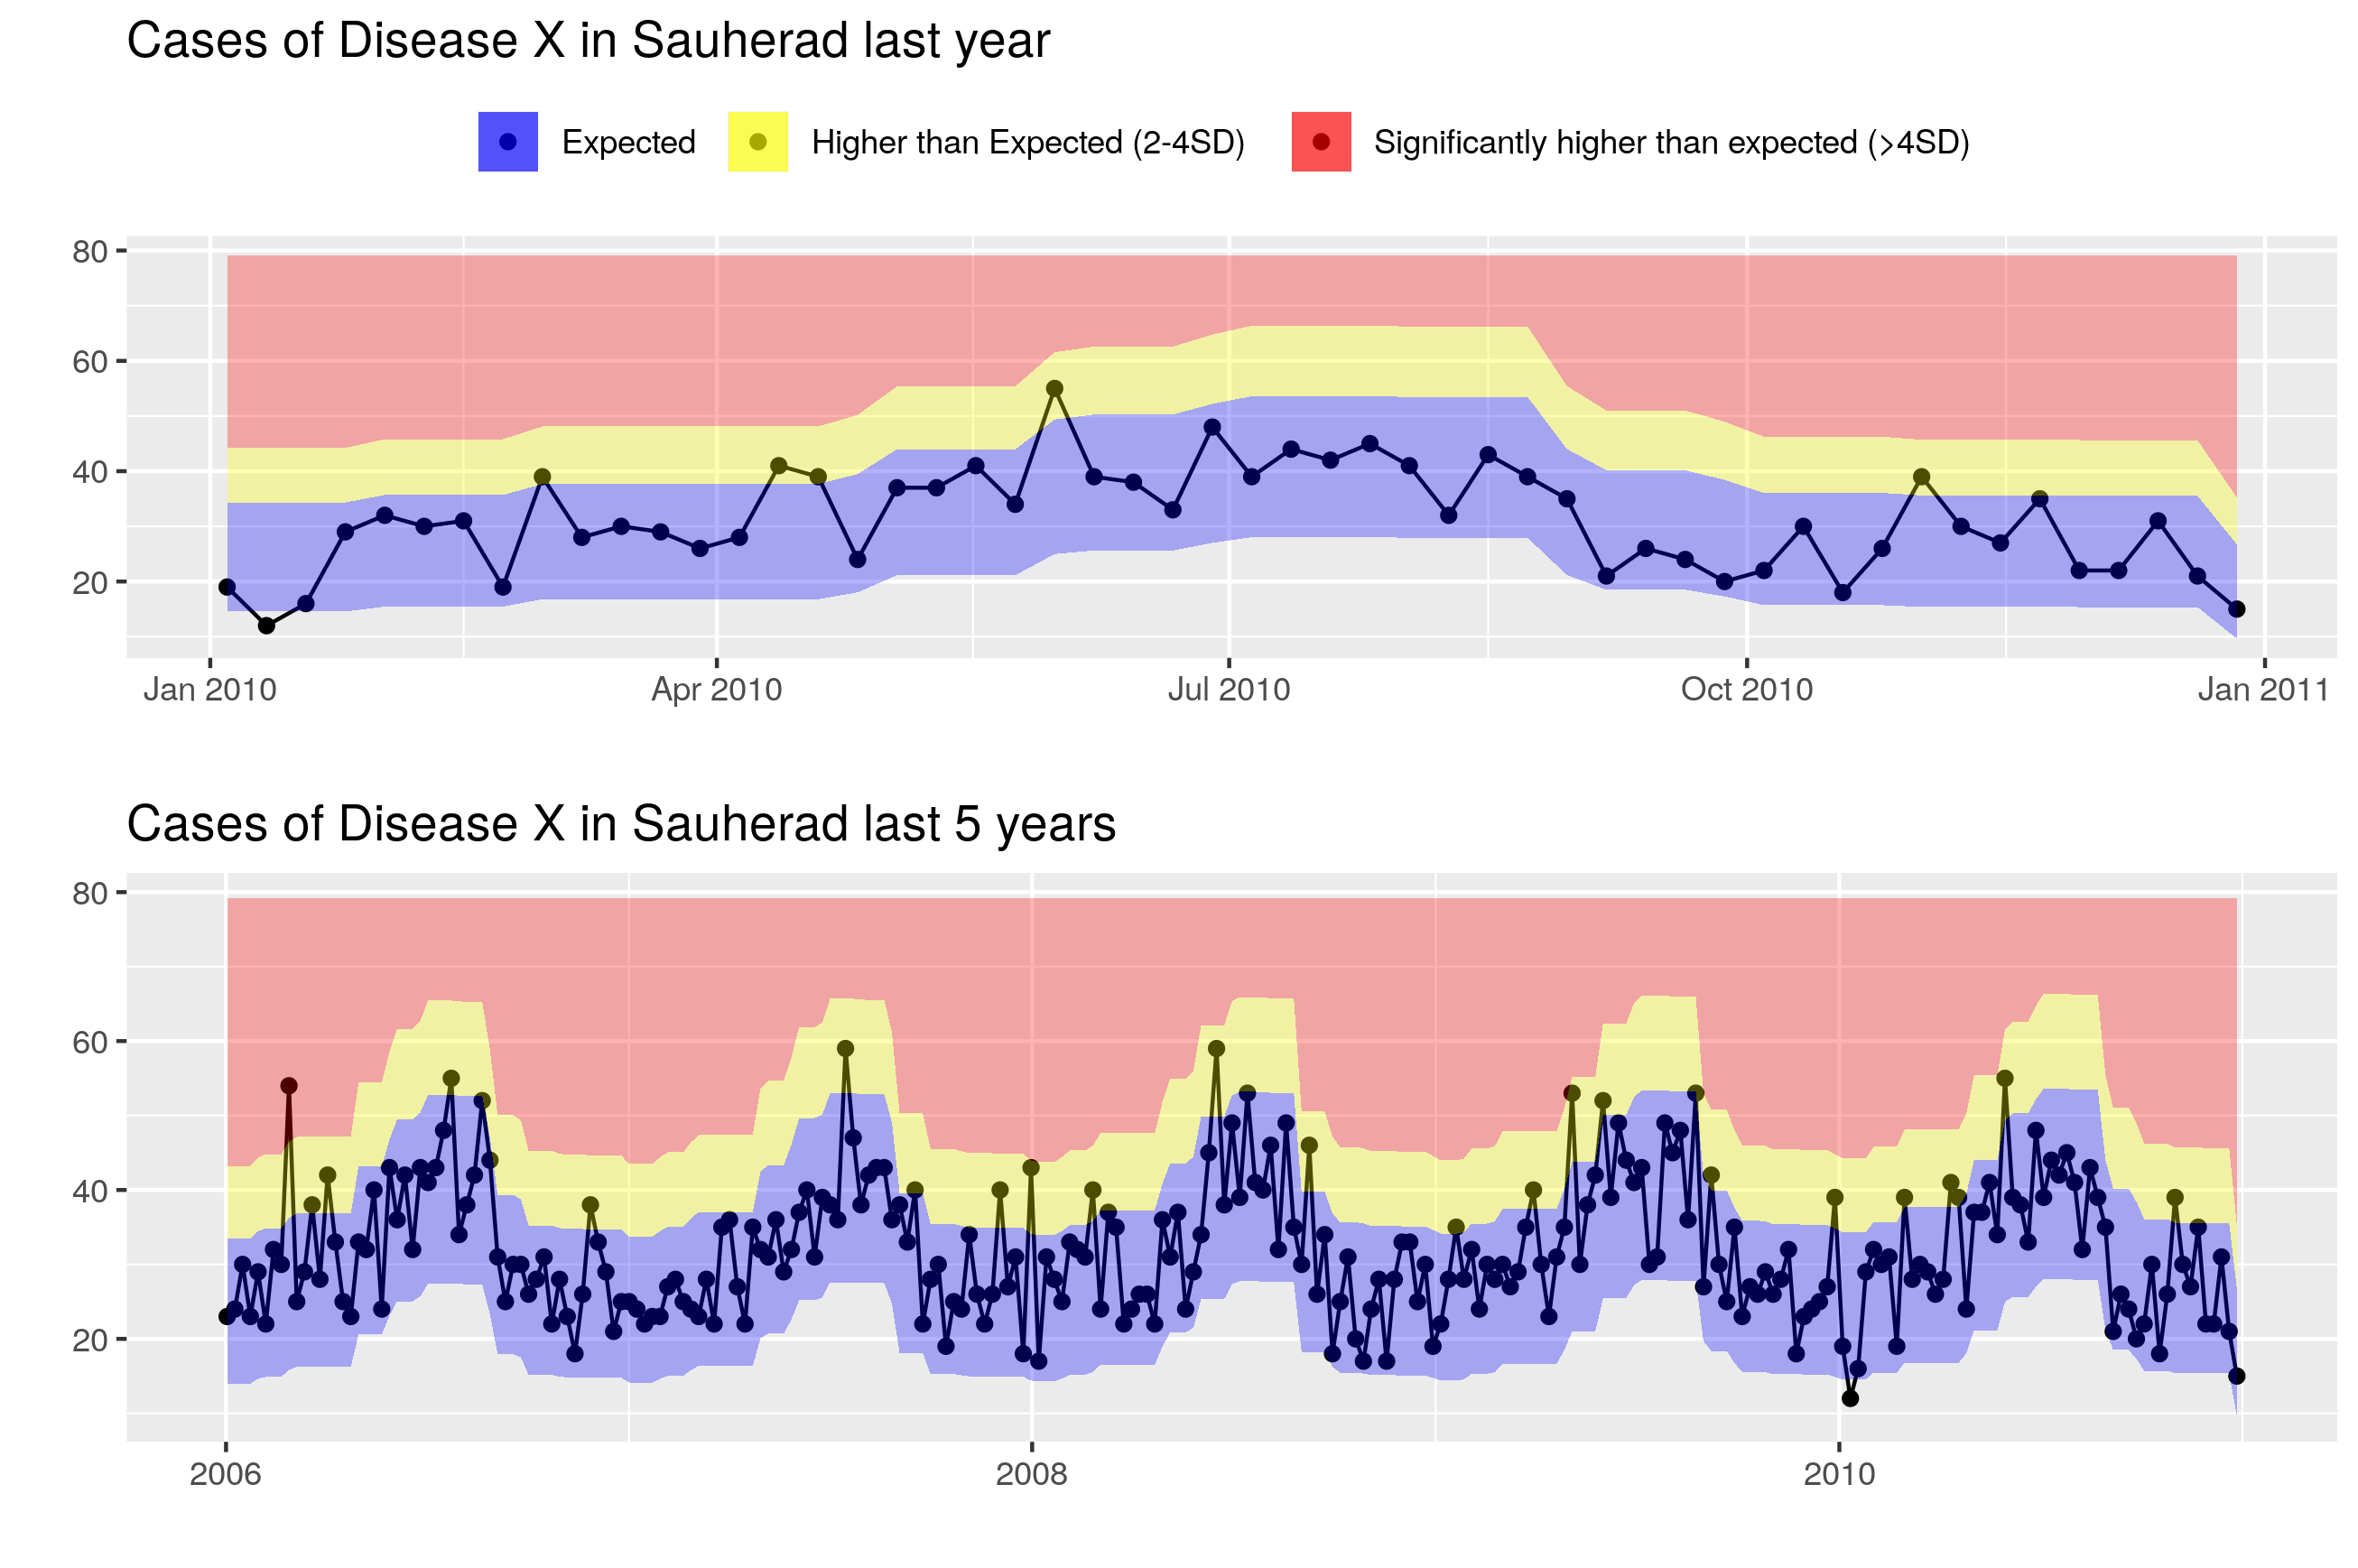 Cases of Disease X in Sauherad last year
Expected Higher than Expected (2-4SD) Significantly higher than expected (>4SD)
80
60
40
20
Jan 2010 Apr 2010 Jul 2010 Oct 2010 Jan 2011
Cases of Disease X in Sauherad last 5 years
80
60
40
20
2006 2008 2010